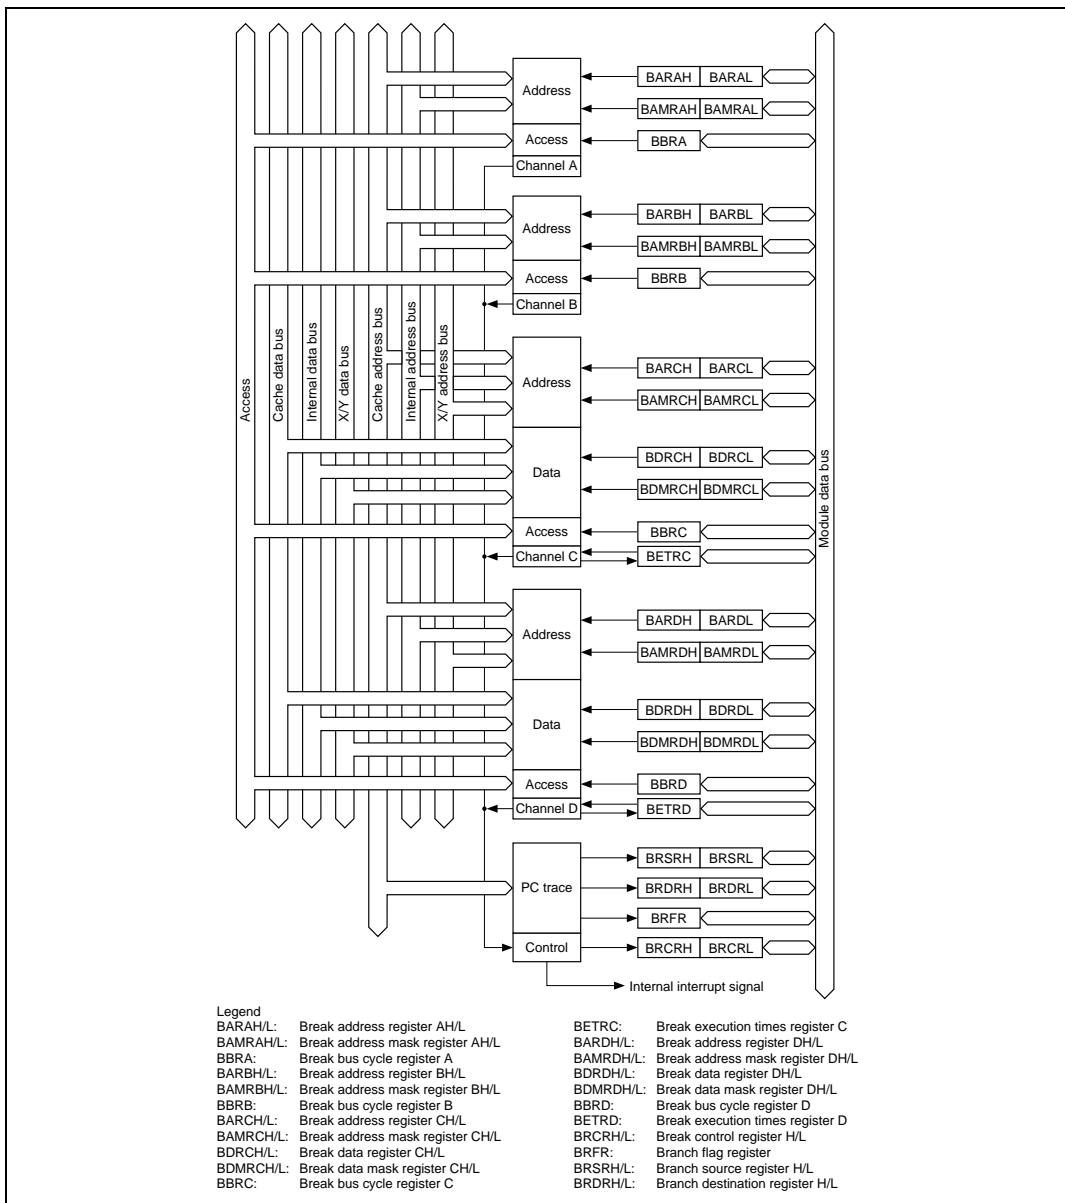 Address
BARAH BARAL
BAMRAH BAMRAL
Access
BBRA
Channel A
Address
BARBH BARBL
BAMRBH BAMRBL
Access
BBRB
Channel B
Access
Cache data bus
Internal data bus
X/Y data bus
Cache address bus
Internal address bus
X/Y address bus
Module data bus
Address
BARCH BARCL
BAMRCH BAMRCL
Data
BDRCH BDRCL
BDMRCH BDMRCL
Access
BBRC
Channel C
BETRC
Address
BARDH BARDL
BAMRDH BAMRDL
Data
BDRDH BDRDL
BDMRDH BDMRDL
Access
BBRD
Channel D
BETRD
PC trace
BRSRH BRSRL
BRDRH BRDRL
BRFR
Control
BRCRH BRCRL
Internal interrupt signal
Legend
BARAH/L: Break address register AH/L
BAMRAH/L: Break address mask register AH/L
BBRA: Break bus cycle register A
BARBH/L: Break address register BH/L
BAMRBH/L: Break address mask register BH/L
BBRB: Break bus cycle register B
BARCH/L: Break address register CH/L
BAMRCH/L: Break address mask register CH/L
BDRCH/L: Break data register CH/L
BDMRCH/L: Break data mask register CH/L
BBRC: Break bus cycle register C
BETRC: Break execution times register C
BARDH/L: Break address register DH/L
BAMRDH/L: Break address mask register DH/L
BDRDH/L: Break data register DH/L
BDMRDH/L: Break data mask register DH/L
BBRD: Break bus cycle register D
BETRD: Break execution times register D
BRCRH/L: Break control register H/L
BRFR: Branch flag register
BRSRH/L: Branch source register H/L
BRDRH/L: Branch destination register H/L